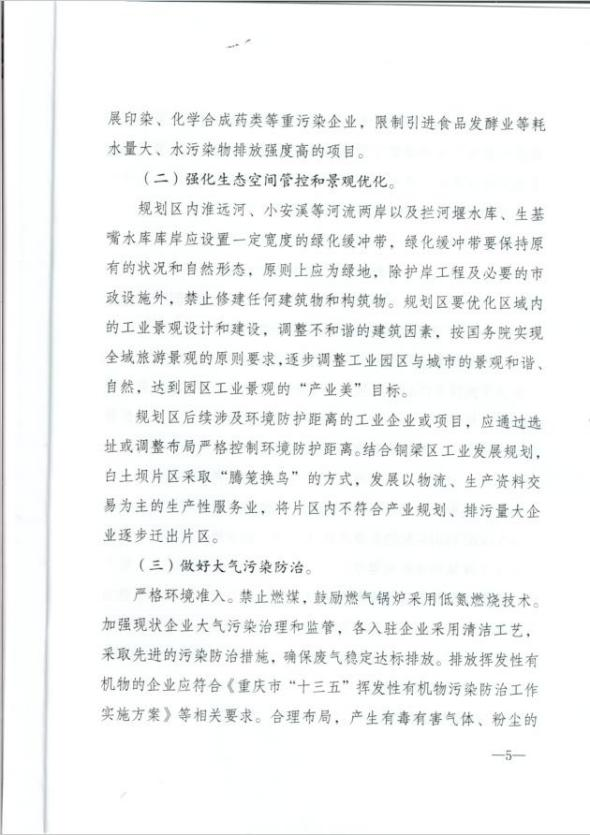 展印染、化学合成药类等重污染企业，限制引进食品发酵业等耗
水量大、水污染物排放强度高的项目。
（二）强化生态空间管控和景观优化。
规划区内淮远河、小安溪等河流两岸以及拦河堰水库、生基
嘴水库库岸应设置一定宽度的绿化缓冲带，绿化缓冲带要保持原
有的状况和自然形态，原则上应为绿地，除护岸工程及必要的市
政设施外，禁止修建任何建筑物和构筑物。规划区要优化区域内
的工业景观设计和建设，调整不和谐的建筑因素，按国务院实现
全域旅游景观的原则要求,逐步调整工业园区与城市的景观和谐、
自然，达到园区工业景观的“产业美”目标。
规划区后续涉及环境防护距离的工业企业或项目，应通过选
址或调整布局严格控制环境防护距离。结合铜梁区工业发展规划，
白土坝片区采取“腾笼换鸟”的方式，发展以物流、生产资料交
易为主的生产性服务业，将片区内不符合产业规划、排污量大企
业逐步迁出片区。
（三）做好大气污染防治。
严格环境准入。禁止燃煤，鼓励燃气锅炉采用低氮燃烧技术。
加强现状企业大气污染治理和监管，各入驻企业采用清洁工艺，
采取先进的污染防治措施，确保废气稳定达标排放。排放挥发性有
机物的企业应符合《重庆市“十三五”挥发性有机物污染防治工作
实施方案》等相关要求。合理布局，产生有毒有害气体、粉尘的
—5—